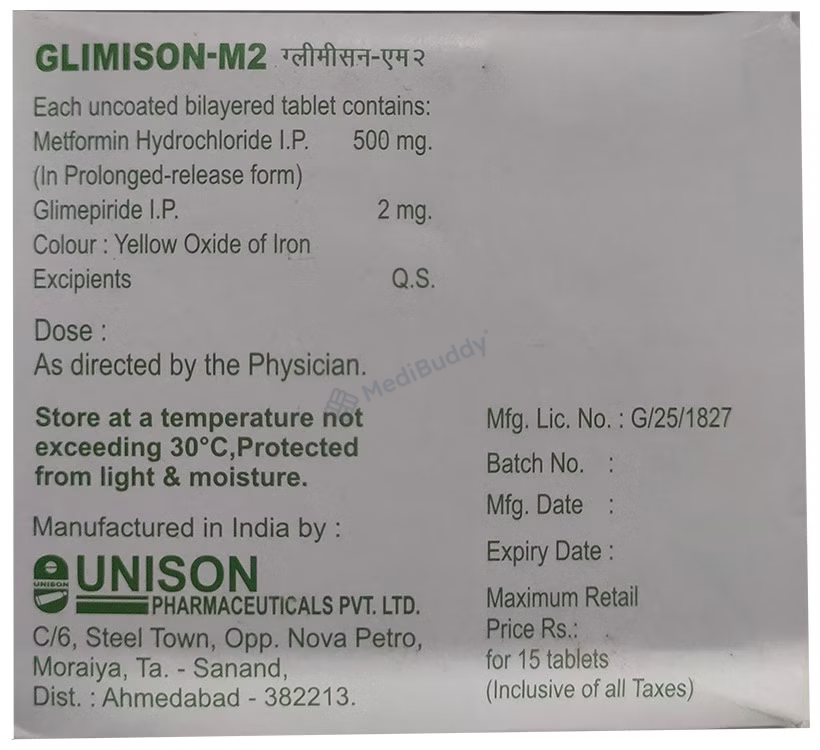 GLIMISON-M2 ग्लीमीसन-एम२
Each uncoated bilayered tablet contains:
Metformin Hydrochloride I.P. 500 mg.
(In Prolonged-release form)
Glimepiride I.P. 2 mg.
Colour : Yellow Oxide of Iron
Excipients Q.S.
Dose :
As directed by the Physician.
MediBuddy
Store at a temperature not
exceeding 30°C,Protected
from light & moisture.
Manufactured in India by :
UNISON
UNISON
PHARMACEUTICALS PVT. LTD.
C/6, Steel Town, Opp. Nova Petro,
Moraiya, Ta. - Sanand,
Dist. : Ahmedabad - 382213.
Mfg. Lic. No. : G/25/1827
Batch No. :
Mfg. Date :
Expiry Date :
Maximum Retail
Price Rs.:
for 15 tablets
(Inclusive of all Taxes)